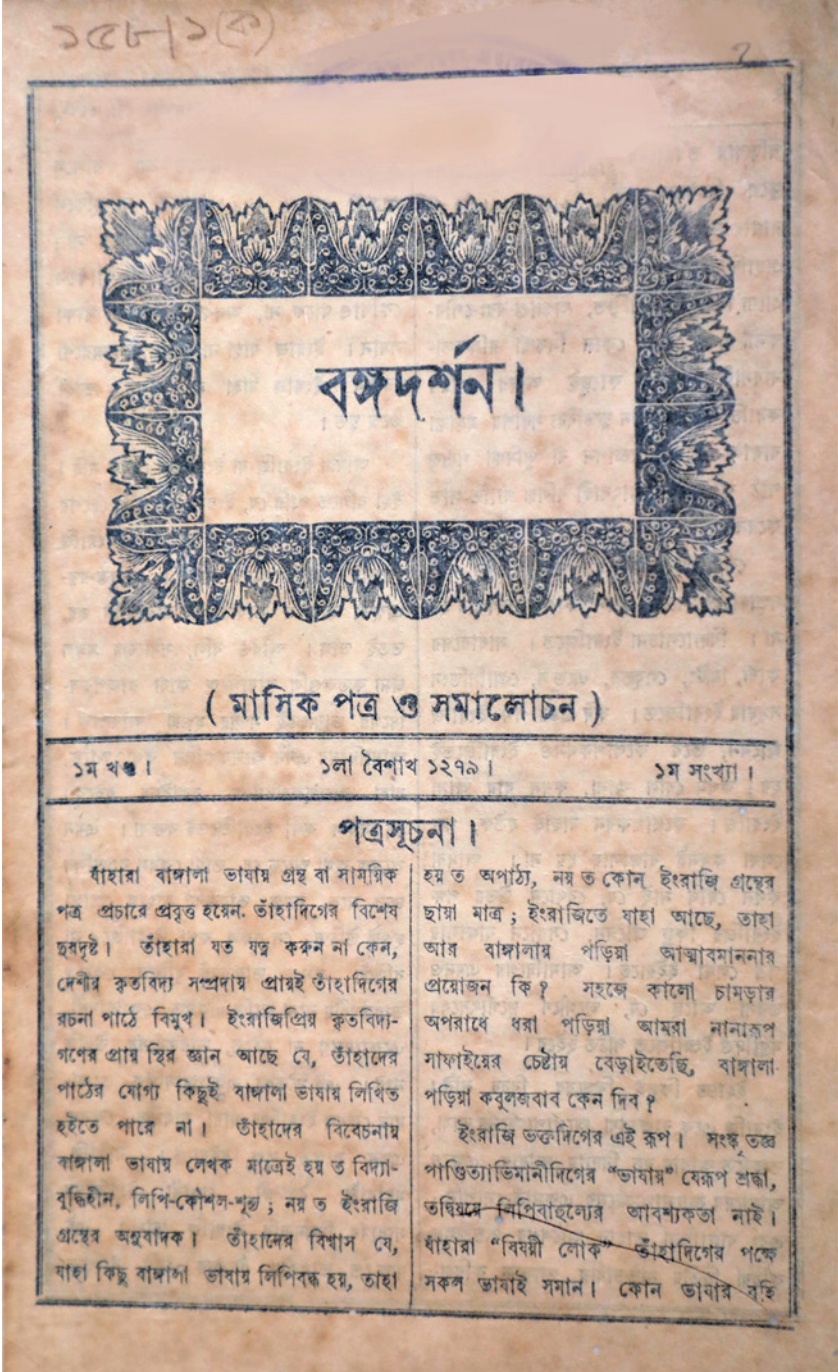 ১৫৮/১(ক)
২
বঙ্গদর্শন।
( মাসিক পত্র ও সমালোচন )
১ম খণ্ড।
১লা বৈশাখ ১২৭৯।
১ম সংখ্যা।
পত্রসূচনা।
যাঁহারা বাঙ্গালা ভাষায় গ্রন্থ বা সাময়িক
পত্র প্রচারে প্রবৃত্ত হয়েন. তাঁহাদিগের বিশেষ
দুরদৃষ্ট। তাঁহারা যত যত্ন করুন না কেন,
দেশীয় কৃতবিদ্য সম্প্রদায় প্রায়ই তাঁহাদিগের
রচনা পাঠে বিমুখ। ইংরাজিপ্রিয় কৃতবিদ্য-
গণের প্রায় স্থির জ্ঞান আছে যে, তাঁহাদের
পাঠের যোগ্য কিছুই বাঙ্গালা ভাষায় লিখিত
হইতে পারে না। তাঁহাদের বিবেচনায়
বাঙ্গালা ভাষায় লেখক মাত্রেই হয় ত বিদ্যা-
বুদ্ধিহীন, লিপি-কৌশল-শূন্য ; নয় ত ইংরাজি
গ্রন্থের অনুবাদক। তাঁহাদের বিশ্বাস যে,
যাহা কিছু বাঙ্গালা ভাষায় লিপিবদ্ধ হয়, তাহা
হয় ত অপাঠ্য, নয় ত কোন ইংরাজি গ্রন্থের
ছায়া মাত্র ; ইংরাজিতে যাহা আছে, তাহা
আর বাঙ্গালায় পড়িয়া আত্মাবমাননার
প্রয়োজন কি? সহজে কালো চামড়ার
অপরাধে ধরা পড়িয়া আমরা নানারূপ
সাফাইয়ের চেষ্টায় বেড়াইতেছি, বাঙ্গালা
পড়িয়া কবুলজবাব কেন দিব?
ইংরাজি ভক্তদিগের এই রূপ। সংস্কৃতজ্ঞ
পাণ্ডিত্যাভিমানীদিগের “ভাষায়” যেরূপ শ্রদ্ধা,
তদ্বিষয়ে লিপিবাহুল্যের আবশ্যকতা নাই।
যাঁহারা “বিষয়ী লোক” তাঁহাদিগের পক্ষে
সকল ভাষাই সমান। কোন ভাষার বহি